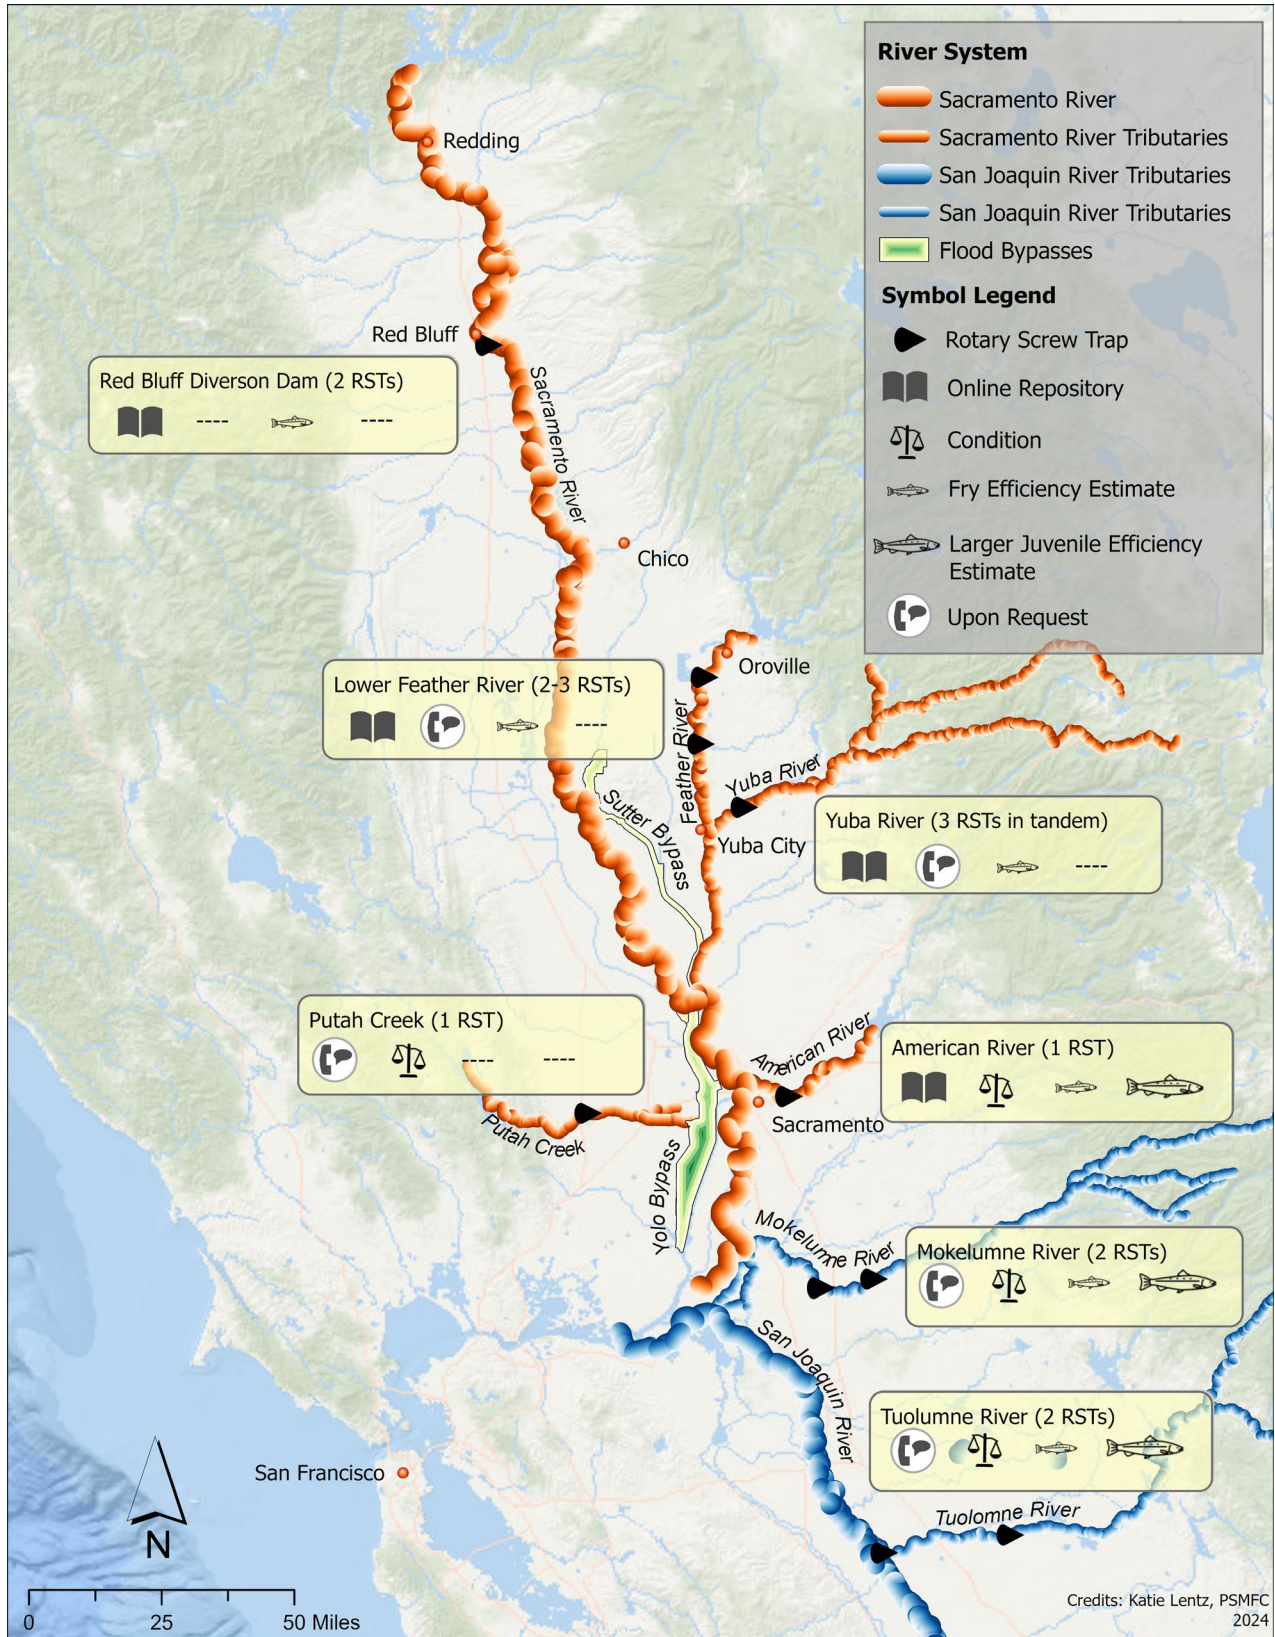 River System
Sacramento River
Sacramento River Tributaries
San Joaquin River Tributaries
San Joaquin River Tributaries
Flood Bypasses
Symbol Legend
Rotary Screw Trap
Online Repository
Condition
Fry Efficiency Estimate
Larger Juvenile Efficiency
Estimate
Upon Request
Redding
Red Bluff
Red Bluff Diverson Dam (2 RSTs)
---- ----
Sacramento River
Chico
Lower Feather River (2-3 RSTs)
----
Oroville
Feather River
Yuba River
Sutter Bypass
Yuba City
Yuba River (3 RSTs in tandem)
----
Putah Creek (1 RST)
---- ----
American River
American River (1 RST)
Sacramento
Putah Creek
Yolo Bypass
Mokelumne River
Mokelumne River (2 RSTs)
San Joaquin River
Tuolumne River (2 RSTs)
San Francisco
Tuolomne River
N
0 25 50 Miles
Credits: Katie Lentz, PSMFC
2024